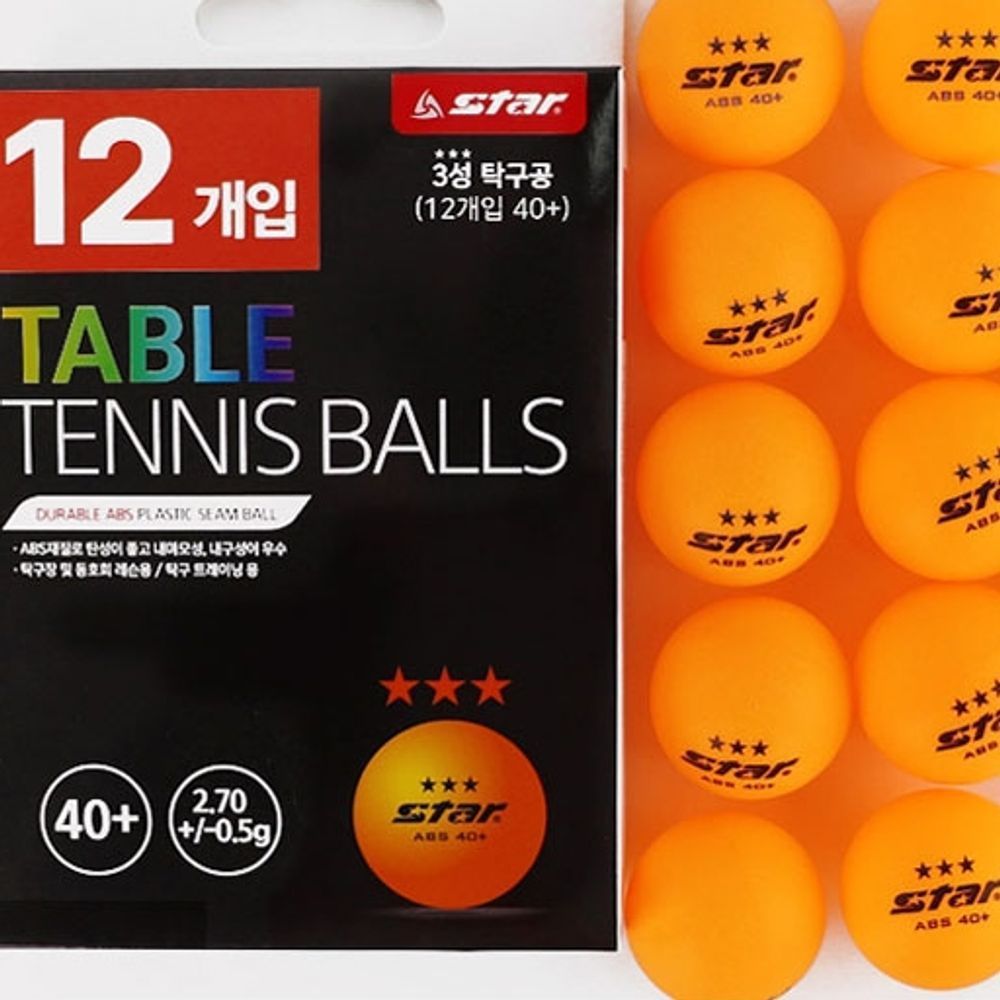 12 개입
star
★★★
3성 탁구공
(12개입 40+)
TABLE
TENNIS BALLS
DURABLE ABS PLASTIC SEAM BALL
· ABS재질로 탄성이 좋고 내마모성, 내구성이 우수
· 탁구장 및 동호회 레슨용 / 탁구 트레이닝 용
★★★
★★★
star
ABS 40+
40+
2.70
+/-0.5g
★★★
star
ABS 40+
★★★
star
ABS 40+
★★★
star
ABS 40+
★★★
star
ABS 40+
★★★
star
ABS 40+
★★★
star
ABS 40+